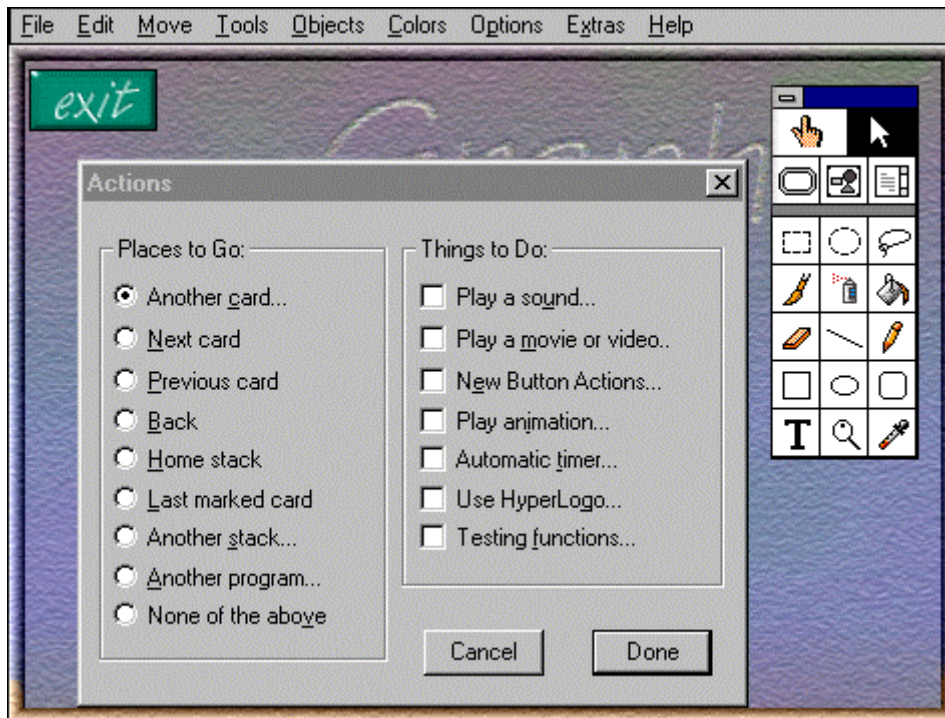 File Edit Move Tools Objects Colors Options Extras Help
exit
Actions
Places to Go:
Another card...
Next card
Previous card
Back
Home stack
Last marked card
Another stack...
Another program...
None of the above
Things to Do:
Play a sound...
Play a movie or video..
New Button Actions...
Play animation...
Automatic timer...
Use HyperLogo...
Testing functions...
Cancel Done
T